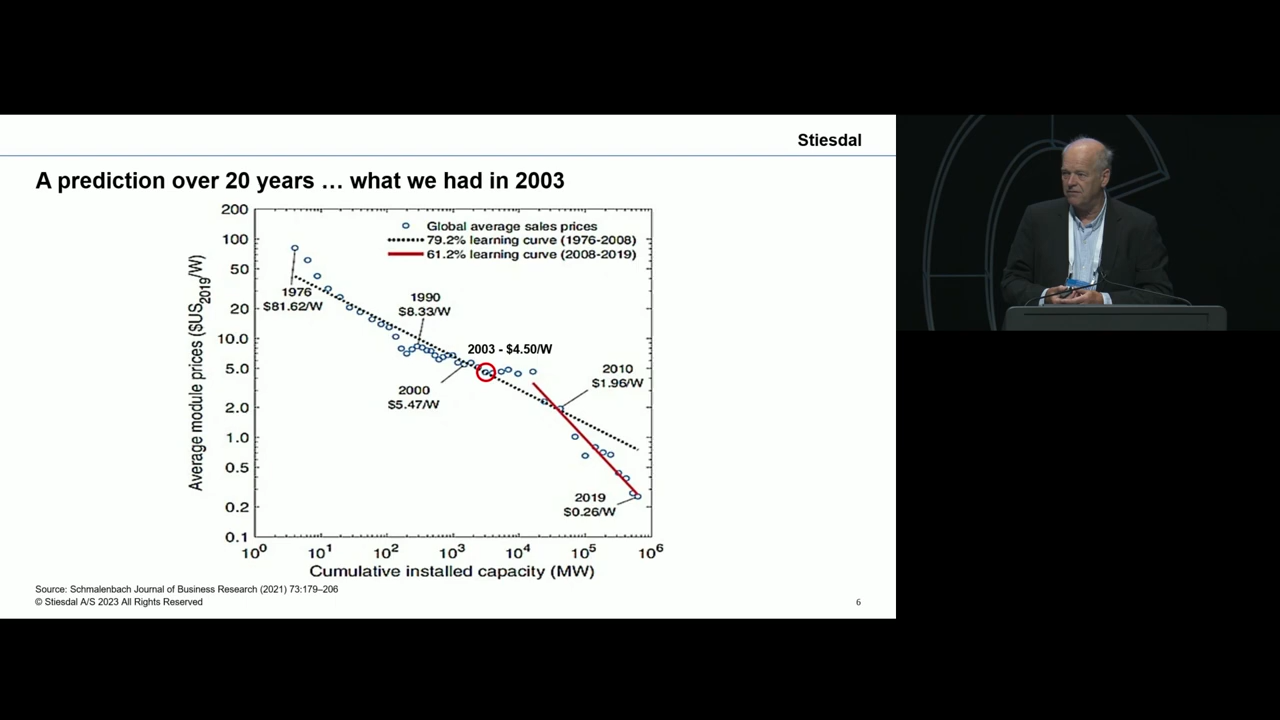 Stiesdal
A prediction over 20 years … what we had in 2003
200
100
50
20
10.0
5.0
2.0
1.0
0.5
0.2
0.1
Average module prices ($US2019/W)
Global average sales prices
79.2% learning curve (1976-2008)
61.2% learning curve (2008-2019)
1976
$81.62/W
1990
$8.33/W
2003 - $4.50/W
2000
$5.47/W
2010
$1.96/W
2019
$0.26/W
10⁰ 10¹ 10² 10³ 10⁴ 10⁵ 10⁶
Cumulative installed capacity (MW)
Source: Schmalenbach Journal of Business Research (2021) 73:179–206
© Stiesdal A/S 2023 All Rights Reserved
6